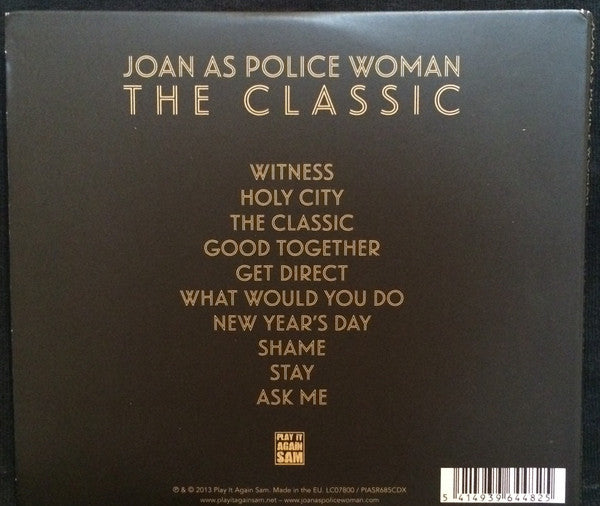 JOAN AS POLICE WOMAN
THE CLASSIC
WITNESS
HOLY CITY
THE CLASSIC
GOOD TOGETHER
GET DIRECT
WHAT WOULD YOU DO
NEW YEAR'S DAY
SHAME
STAY
ASK ME
PLAY IT
AGAIN
SAM
℗ & © 2013 Play It Again Sam. Made in the EU. LC07800 / PIASR685CDX
www.playitagainsam.net – www.joanaspolicewoman.com
5 414939 644825